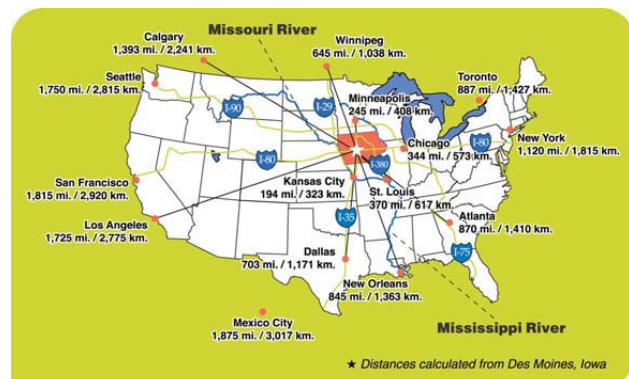 Calgary
1,393 mi. / 2,241 km.
Missouri River
Winnipeg
645 mi. / 1,038 km.
Seattle
1,750 mi. / 2,815 km.
Toronto
887 mi. / 1,427 km.
I-90
I-29
Minneapolis
245 mi. / 408 km.
Chicago
344 mi. / 573 km.
I-80
New York
1,120 mi. / 1,815 km.
I-80
I-380
San Francisco
1,815 mi. / 2,920 km.
Kansas City
194 mi. / 323 km.
St. Louis
370 mi. / 617 km.
I-35
Los Angeles
1,725 mi. / 2,775 km.
Atlanta
870 mi. / 1,410 km.
Dallas
703 mi. / 1,171 km.
I-75
New Orleans
845 mi. / 1,363 km.
Mexico City
1,875 mi. / 3,017 km.
Mississippi River
★ Distances calculated from Des Moines, Iowa